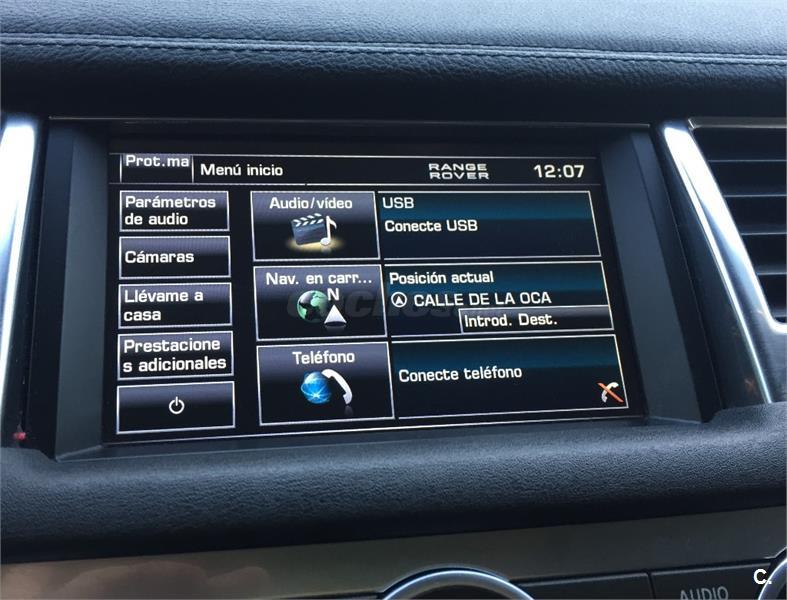 Prot.ma
Menú inicio
RANGE
ROVER
12:07
Parámetros
de audio
Audio/vídeo
USB
Conecte USB
Cámaras
Nav. en carr...
N
Posición actual
CALLE DE LA OCA
Introd. Dest.
Llévame a
casa
Prestacione
s adicionales
Teléfono
Conecte teléfono
AUDIO
C.